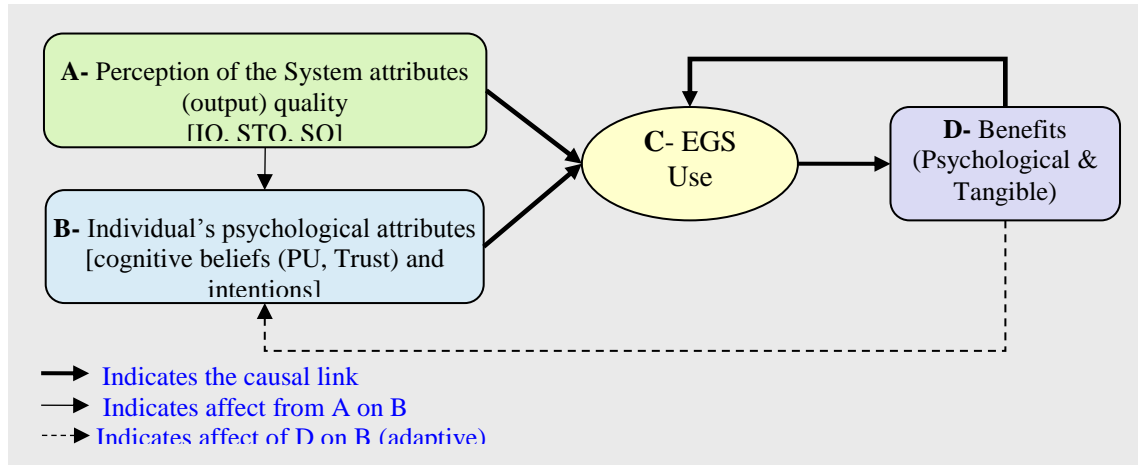 A- Perception of the System attributes
(output) quality
[IQ, STQ, SQ]
B- Individual’s psychological attributes
[cognitive beliefs (PU, Trust) and
intentions]
C- EGS
Use
D- Benefits
(Psychological &
Tangible)
Indicates the causal link
Indicates affect from A on B
Indicates affect of D on B (adaptive)